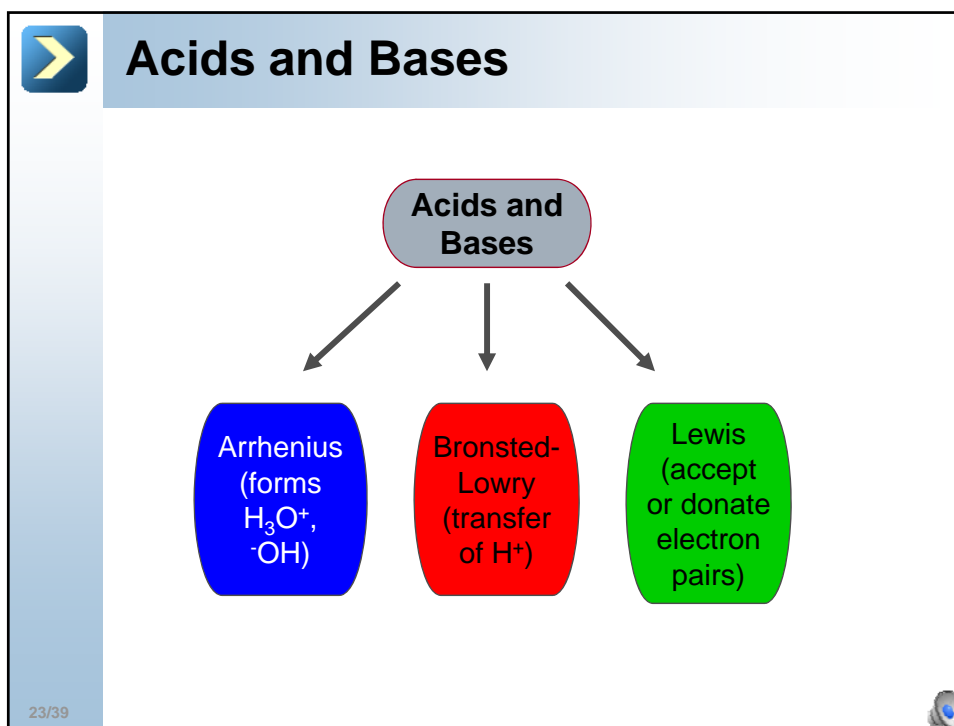 Acids and Bases
Acids and
Bases
Arrhenius
(forms
H₃O⁺,
⁻OH)
Bronsted-
Lowry
(transfer
of H⁺)
Lewis
(accept
or donate
electron
pairs)
23/39